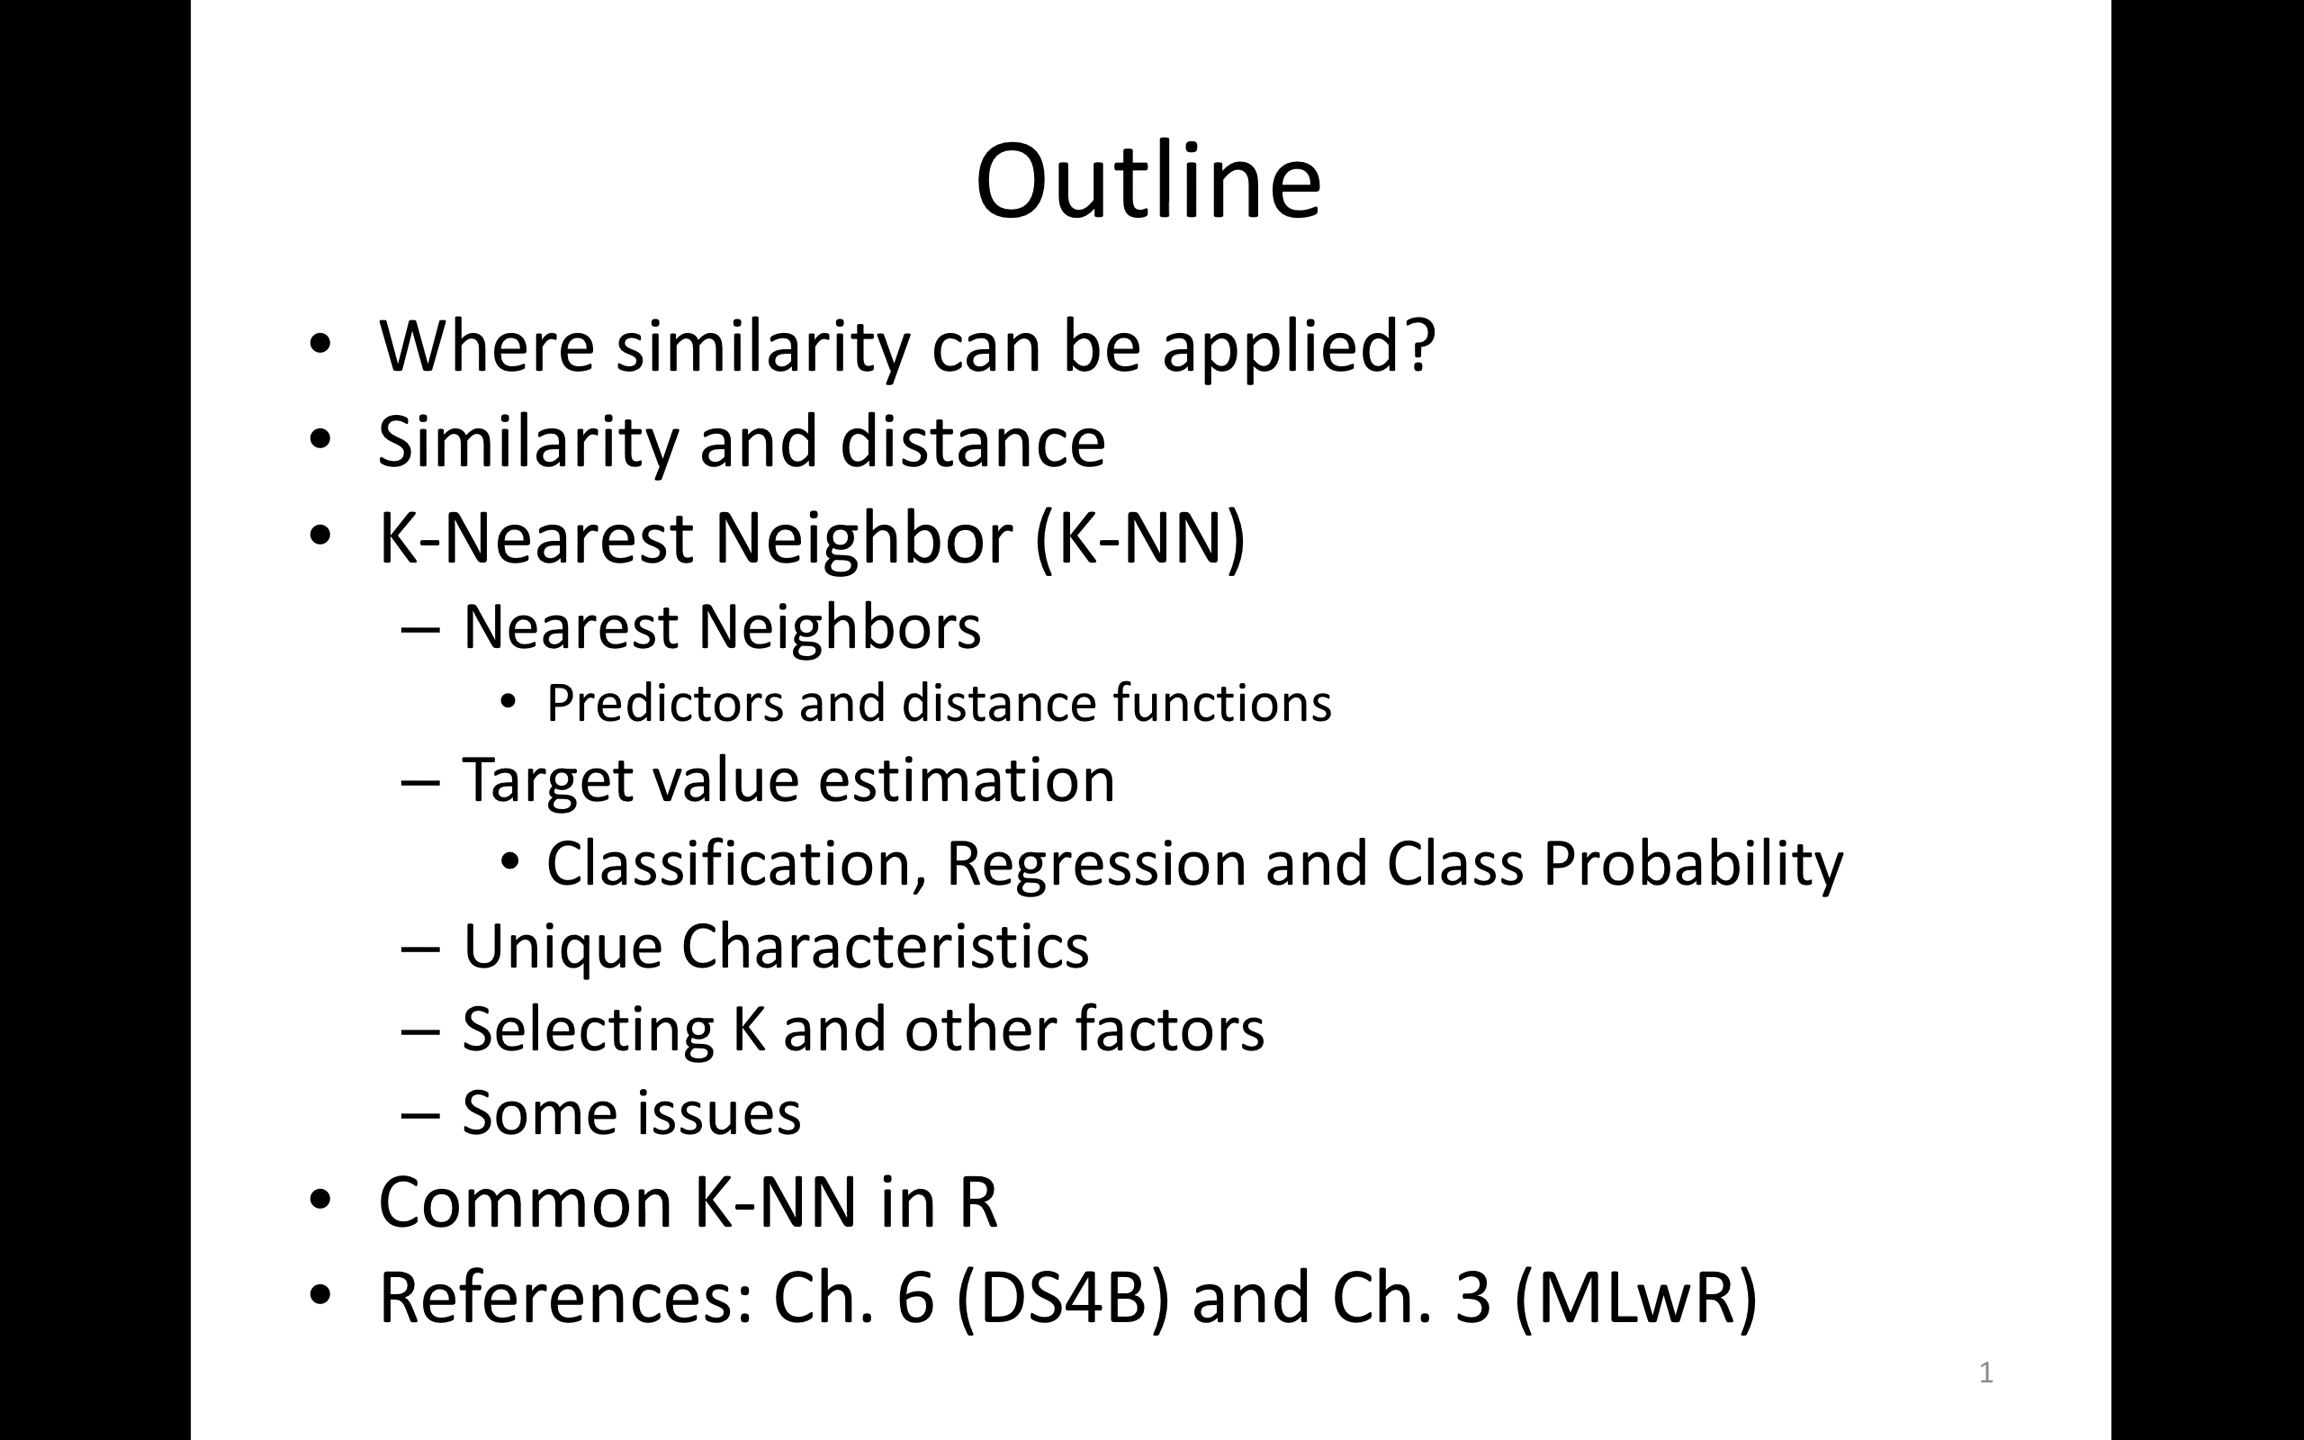 Outline
• Where similarity can be applied?
• Similarity and distance
• K-Nearest Neighbor (K-NN)
– Nearest Neighbors
• Predictors and distance functions
– Target value estimation
• Classification, Regression and Class Probability
– Unique Characteristics
– Selecting K and other factors
– Some issues
• Common K-NN in R
• References: Ch. 6 (DS4B) and Ch. 3 (MLwR)
1